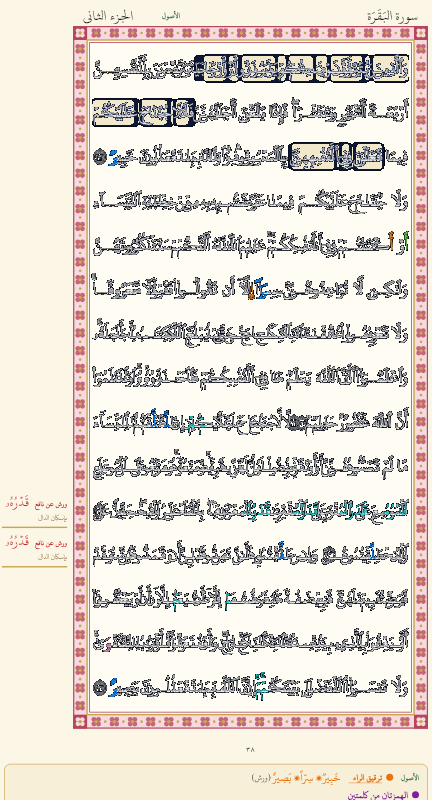 سورة البَقَرَة
الأصول
الجزء الثاني
وَالَّذِينَ يُتَوَفَّوْنَ مِنكُمْ وَيَذَرُونَ أَزْوَاجًا يَتَرَبَّصْنَ بِأَنفُسِهِنَّ
أَرْبَعَةَ أَشْهُرٍ وَعَشْرًا فَإِذَا بَلَغْنَ أَجَلَهُنَّ فَلَا جُنَاحَ عَلَيْكُمْ
فِيمَا فَعَلْنَ فِي أَنفُسِهِنَّ بِالْمَعْرُوفِ وَاللَّهُ بِمَا تَعْمَلُونَ خَبِيرٌ
وَلَا جُنَاحَ عَلَيْكُمْ فِيمَا عَرَّضْتُم بِهِ مِنْ خِطْبَةِ النِّسَاءِ
أَوْ أَكْنَنتُمْ فِي أَنفُسِكُمْ عَلِمَ اللَّهُ أَنَّكُمْ سَتَذْكُرُونَهُنَّ
وَلَٰكِن لَّا تُوَاعِدُوهُنَّ سِرًّا إِلَّا أَن تَقُولُوا قَوْلًا مَّعْرُوفًا
وَلَا تَعْزِمُوا عُقْدَةَ النِّكَاحِ حَتَّىٰ يَبْلُغَ الْكِتَابُ أَجَلَهُ
وَاعْلَمُوا أَنَّ اللَّهَ يَعْلَمُ مَا فِي أَنفُسِكُمْ فَاحْذَرُوهُ وَاعْلَمُوا
أَنَّ اللَّهَ غَفُورٌ حَلِيمٌ لَّا جُنَاحَ عَلَيْكُمْ إِن طَلَّقْتُمُ النِّسَاءَ
مَا لَمْ تَمَسُّوهُنَّ أَوْ تَفْرِضُوا لَهُنَّ فَرِيضَةً وَمَتِّعُوهُنَّ عَلَى
الْمُوسِعِ قَدْرُهُ وَعَلَى الْمُقْتِرِ قَدْرُهُ مَتَاعًا بِالْمَعْرُوفِ حَقًّا عَلَى
الْمُحْسِنِينَ وَإِن طَلَّقْتُمُوهُنَّ مِن قَبْلِ أَن تَمَسُّوهُنَّ وَقَدْ
فَرَضْتُمْ لَهُنَّ فَرِيضَةً فَنِصْفُ مَا فَرَضْتُمْ إِلَّا أَن يَعْفُونَ
أَوْ يَعْفُوَ الَّذِي بِيَدِهِ عُقْدَةُ النِّكَاحِ وَأَن تَعْفُوا أَقْرَبُ لِلتَّقْوَىٰ
وَلَا تَنسَوُا الْفَضْلَ بَيْنَكُمْ إِنَّ اللَّهَ بِمَا تَعْمَلُونَ بَصِيرٌ
ورش عن نافع قَدْرُهُۥ
بإسكان الدال.
ورش عن نافع قَدْرُهُۥ
بإسكان الدال.
٣٨
الأصول ● ترقيق الراء خَبِيرٌ* سِرًّا* بَصِيرٌ (ورش)
● الهمزتان من كلمتين